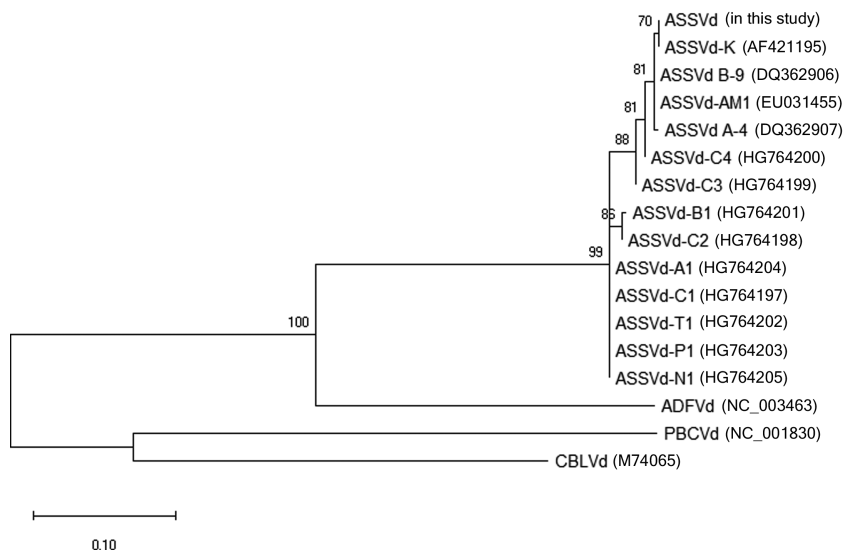 70 ASSVd (in this study)
ASSVd-K (AF421195)
81 ASSVd B-9 (DQ362906)
81 ASSVd-AM1 (EU031455)
ASSVd A-4 (DQ362907)
88 ASSVd-C4 (HG764200)
ASSVd-C3 (HG764199)
86 ASSVd-B1 (HG764201)
ASSVd-C2 (HG764198)
99 ASSVd-A1 (HG764204)
ASSVd-C1 (HG764197)
100 ASSVd-T1 (HG764202)
ASSVd-P1 (HG764203)
ASSVd-N1 (HG764205)
ADFVd (NC_003463)
PBCVd (NC_001830)
CBLVd (M74065)
0.10